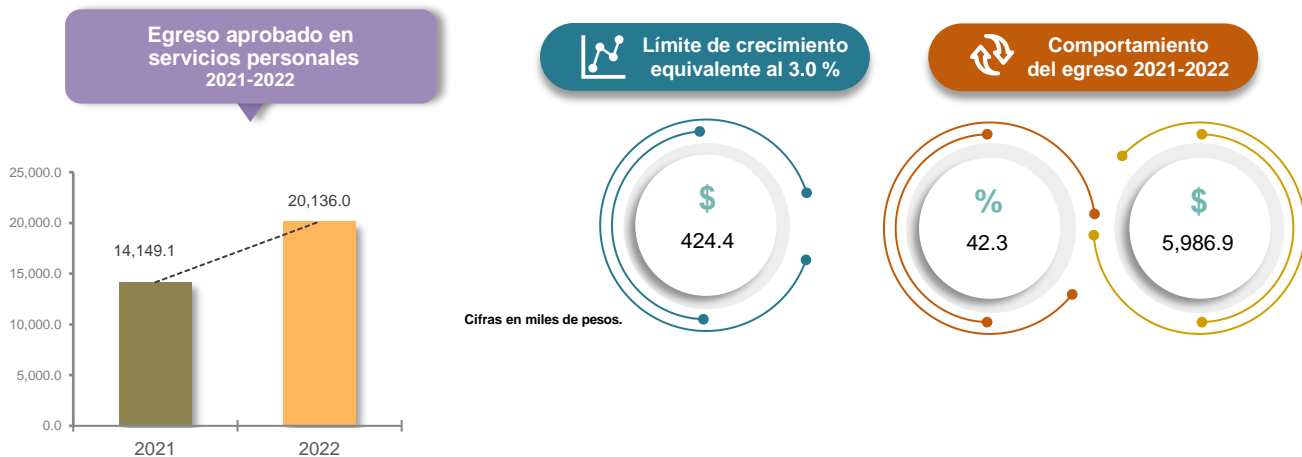 Egreso aprobado en
servicios personales
2021-2022
Límite de crecimiento
equivalente al 3.0 %
Comportamiento
del egreso 2021-2022
25,000.0
20,000.0
15,000.0
10,000.0
5,000.0
0.0
14,149.1
20,136.0
2021
2022
Cifras en miles de pesos.
$
424.4
%
42.3
$
5,986.9